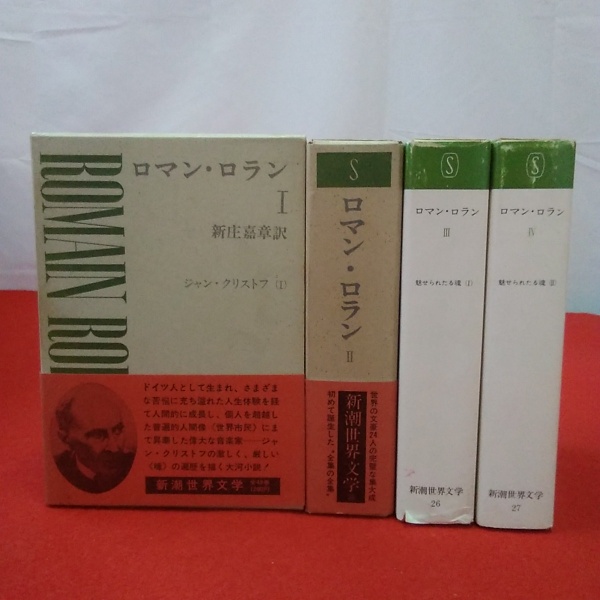 ROMAIN ROL
ロマン・ロラン
I
新庄嘉章訳
ジャン・クリストフ〔I〕
ドイツ人として生まれ、さまざま
な苦悩に充ち溢れた人生体験を経
て人間的に成長し、個人を超越し
た普遍的人間像〈世界市民〉にま
で昇華した偉大な音楽家――ジャ
ン・クリストフの激しく、厳しい
〈魂〉の遍歴を描く大河小説!
新潮世界文学
S
ロマン・ロラン II
世界の文豪24人の完璧な集大成
初めて誕生した“全集の全集”
新潮世界文学
S
ロマン・ロラン
III
魅せられたる魂〔I〕
新潮世界文学
26
S
ロマン・ロラン
IV
魅せられたる魂〔II〕
新潮世界文学
27